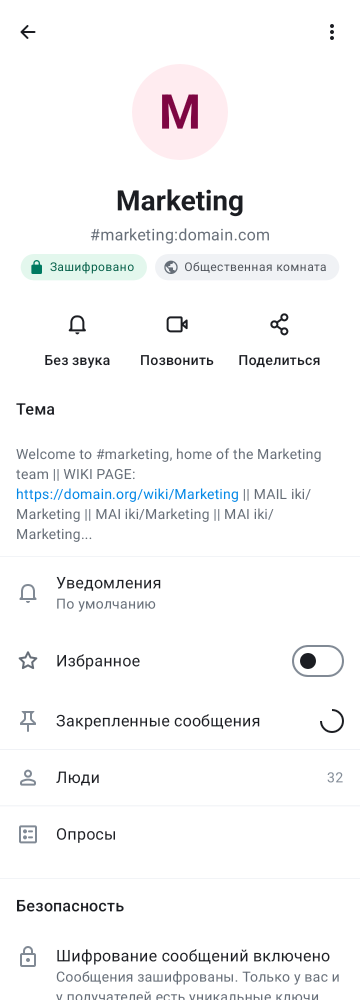 M
Marketing
#marketing:domain.com
Зашифровано
Общественная комната
Без звука
Позвонить
Поделиться
Тема
Welcome to #marketing, home of the Marketing
team || WIKI PAGE:
https://domain.org/wiki/Marketing || MAIL iki/
Marketing || MAI iki/Marketing || MAI iki/
Marketing...
Уведомления
По умолчанию
Избранное
Закрепленные сообщения
Люди
32
Опросы
Безопасность
Шифрование сообщений включено
Сообщения зашифрованы. Только у вас и
у получателей есть уникальные ключи